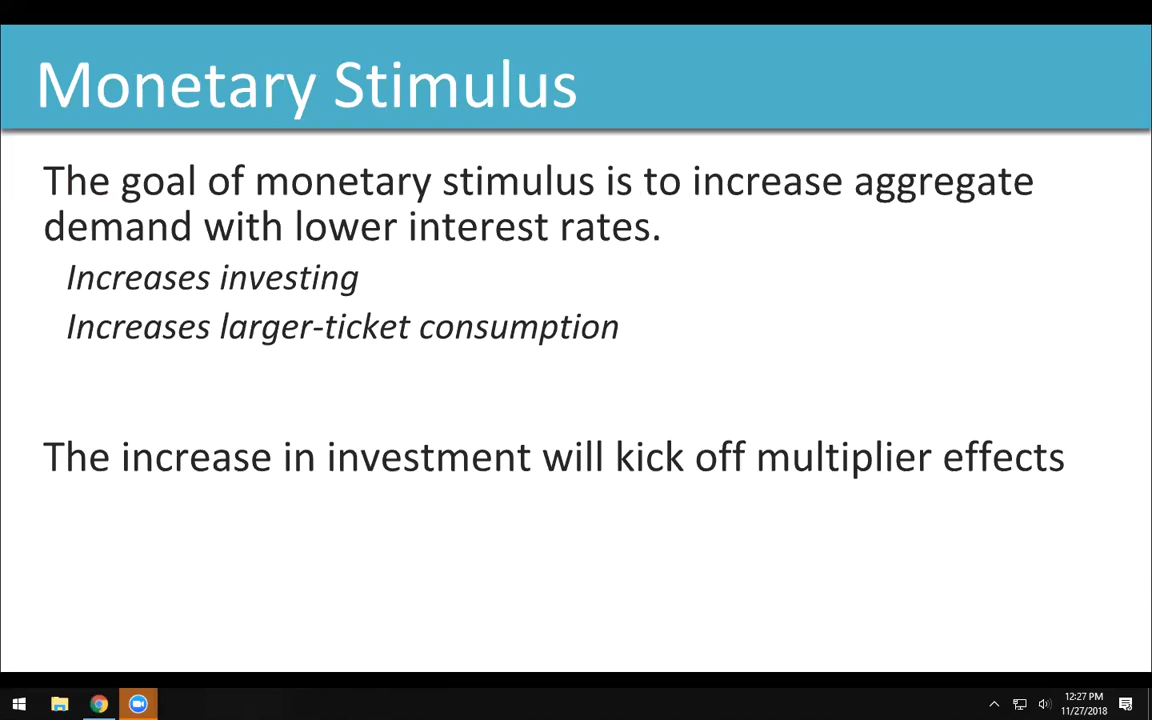 Monetary Stimulus
The goal of monetary stimulus is to increase aggregate
demand with lower interest rates.
Increases investing
Increases larger-ticket consumption
The increase in investment will kick off multiplier effects
12:27 PM
11/27/2018